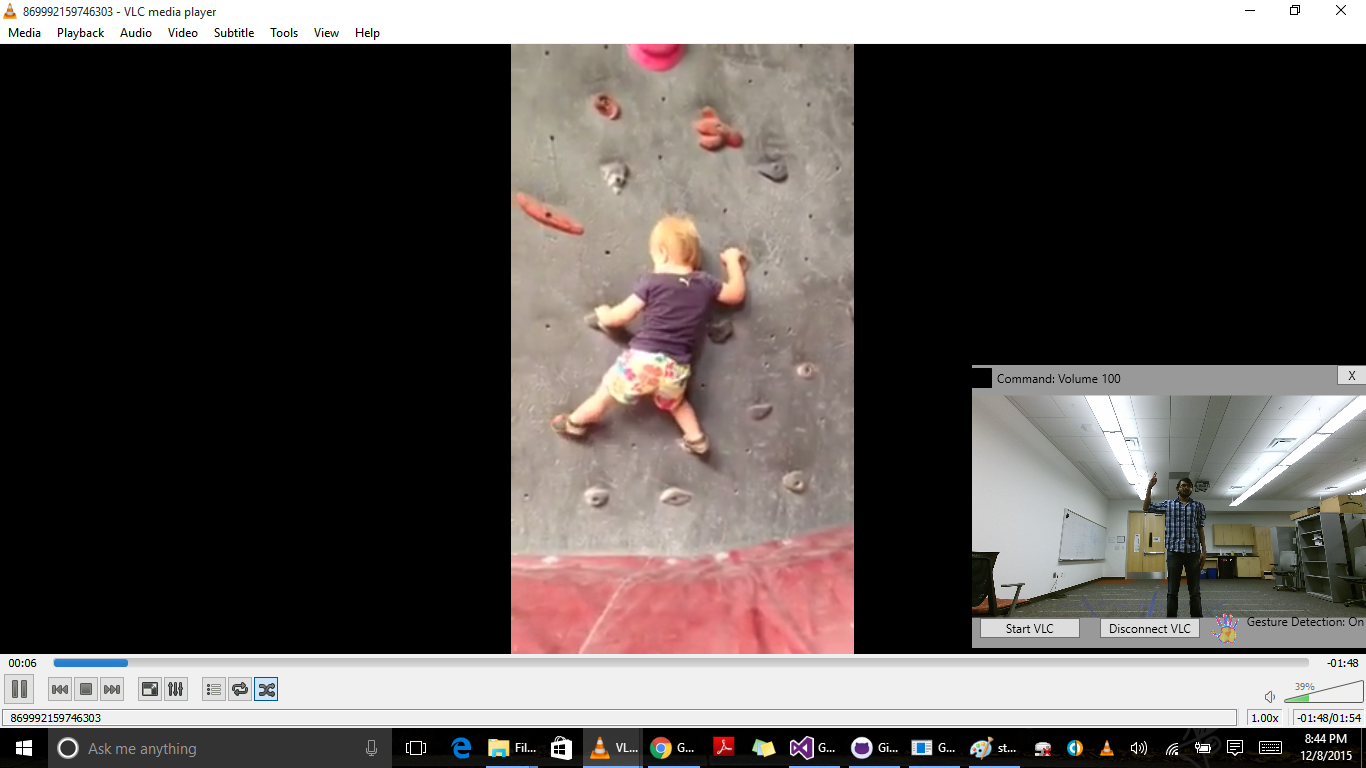 869992159746303 - VLC media player
Media Playback Audio Video Subtitle Tools View Help
Command: Volume 100 X
Start VLC Disconnect VLC Gesture Detection: On
00:06 -01:48
39%
869992159746303 1.00x -01:48/01:54
Ask me anything Fil... VL... G... G... Gi... G... st...
8:44 PM
12/8/2015